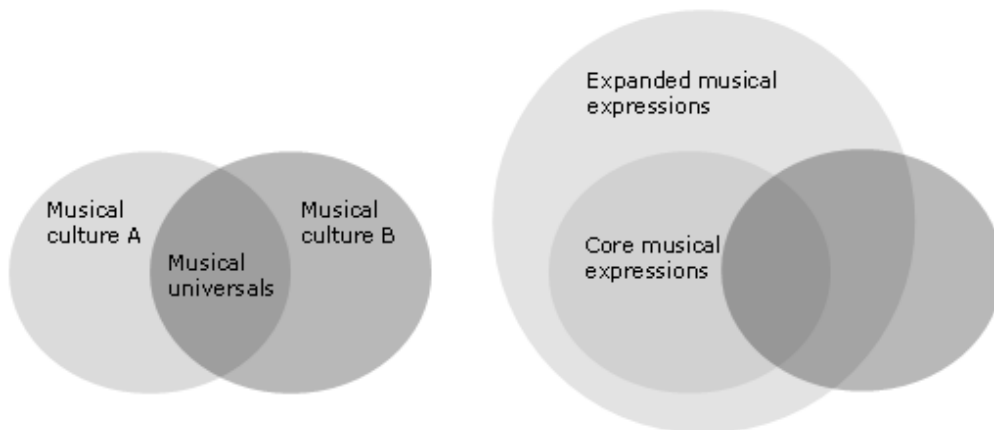 Musical
culture A
Musical
universals
Musical
culture B
Expanded musical
expressions
Core musical
expressions